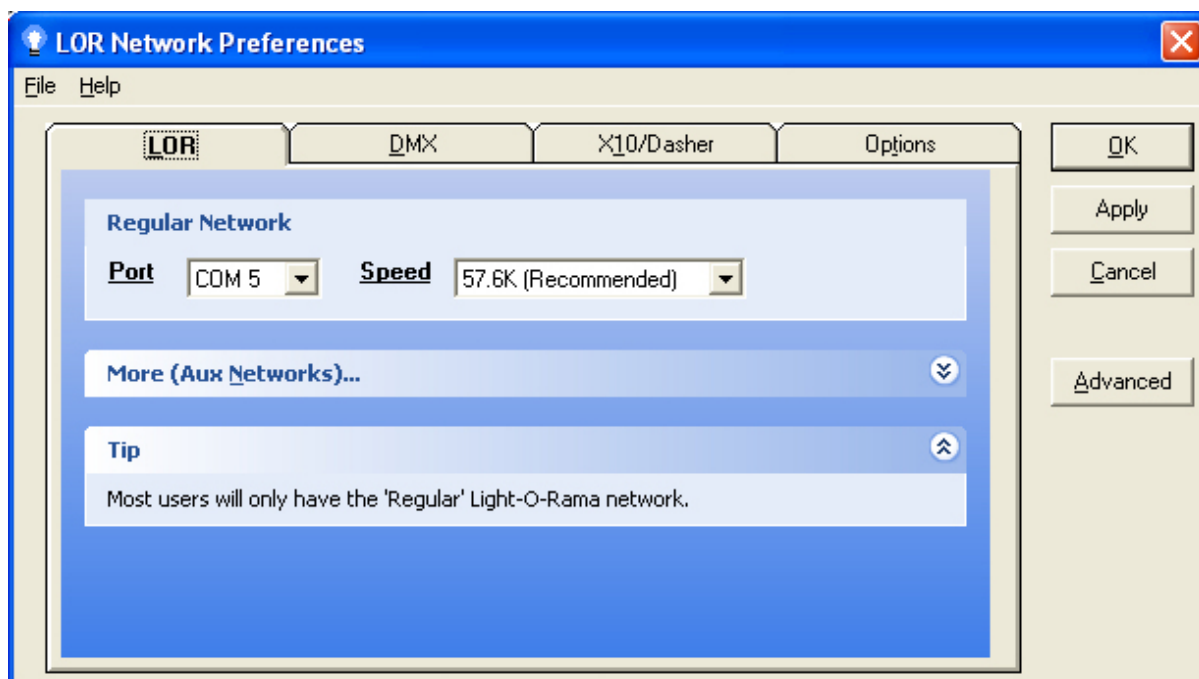 LOR Network Preferences
File Help
LOR DMX X10/Dasher Options
OK
Apply
Cancel
Advanced
Regular Network
Port COM 5 Speed 57.6K (Recommended)
More (Aux Networks)...
Tip
Most users will only have the 'Regular' Light-O-Rama network.